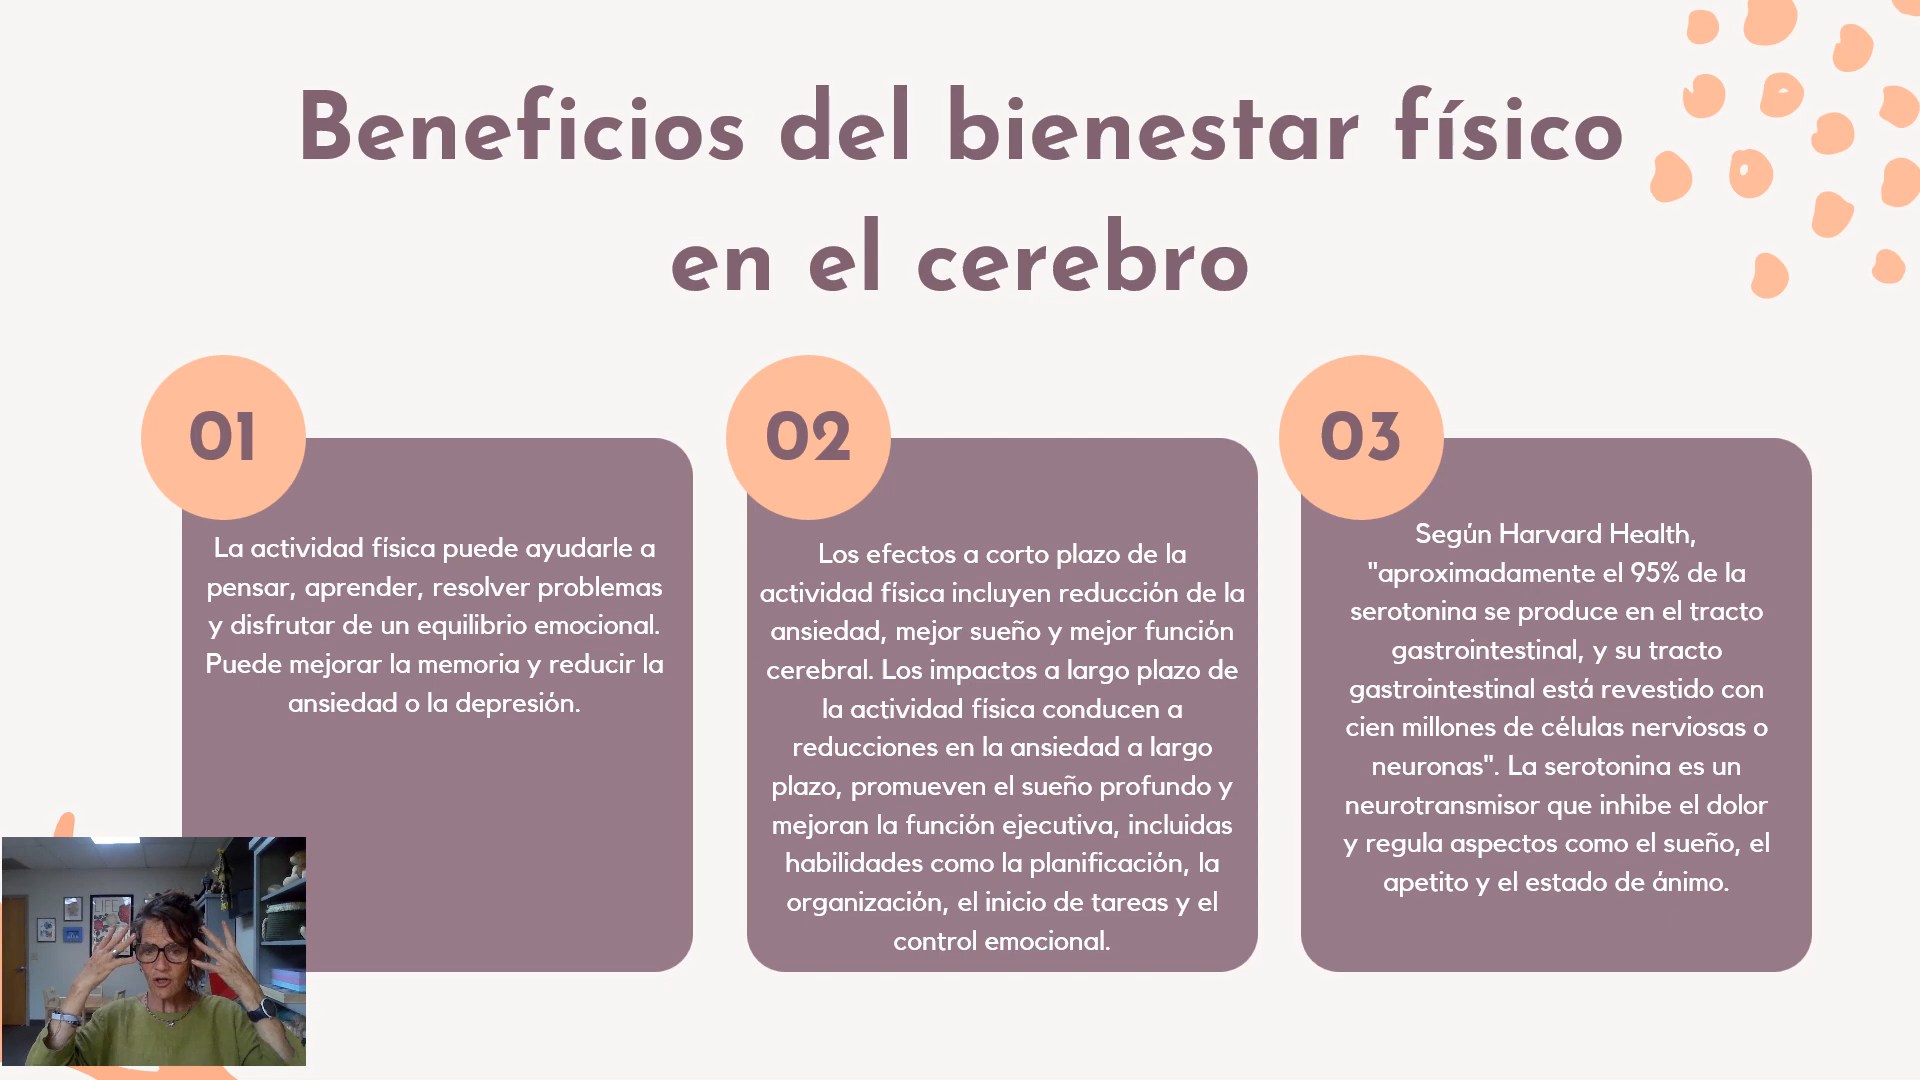 Beneficios del bienestar físico
en el cerebro
01
La actividad física puede ayudarle a
pensar, aprender, resolver problemas
y disfrutar de un equilibrio emocional.
Puede mejorar la memoria y reducir la
ansiedad o la depresión.
02
Los efectos a corto plazo de la
actividad física incluyen reducción de la
ansiedad, mejor sueño y mejor función
cerebral. Los impactos a largo plazo de
la actividad física conducen a
reducciones en la ansiedad a largo
plazo, promueven el sueño profundo y
mejoran la función ejecutiva, incluidas
habilidades como la planificación, la
organización, el inicio de tareas y el
control emocional.
03
Según Harvard Health,
"aproximadamente el 95% de la
serotonina se produce en el tracto
gastrointestinal, y su tracto
gastrointestinal está revestido con
cien millones de células nerviosas o
neuronas". La serotonina es un
neurotransmisor que inhibe el dolor
y regula aspectos como el sueño, el
apetito y el estado de ánimo.
LIFE